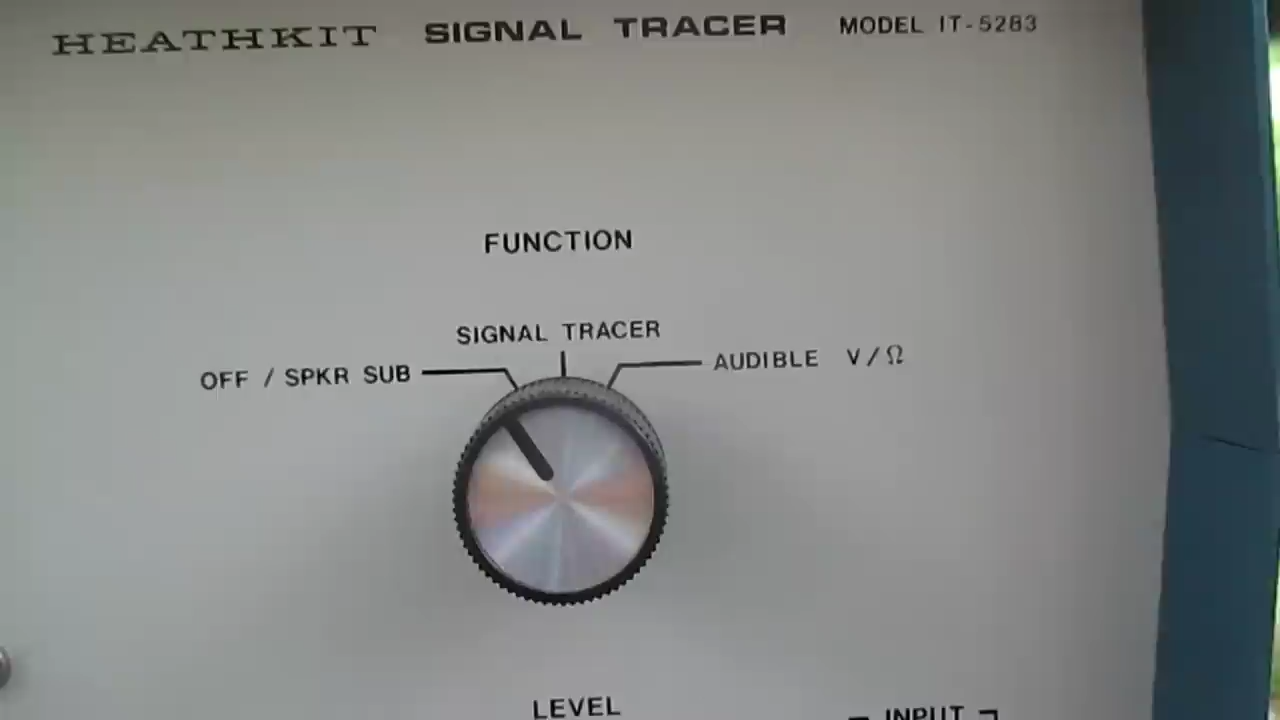 HEATHKIT SIGNAL TRACER MODEL IT-5283
FUNCTION
SIGNAL TRACER
OFF / SPKR SUB
AUDIBLE V/Ω
LEVEL
INPUT